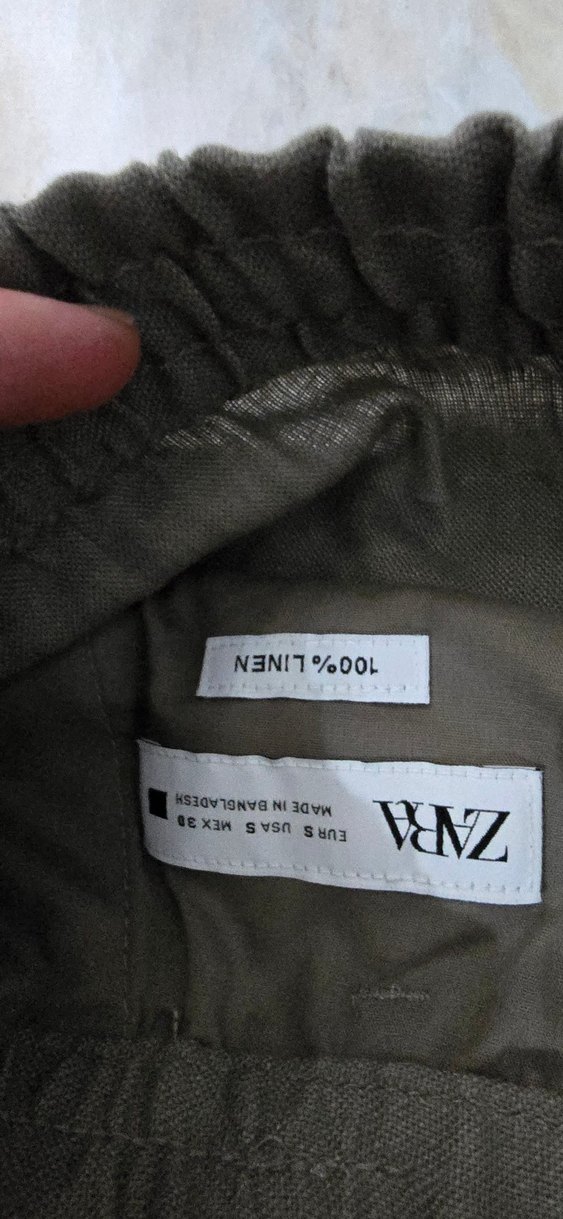 ZARA
EUR S USA S MEX 30
MADE IN BANGLADESH
100% LINEN